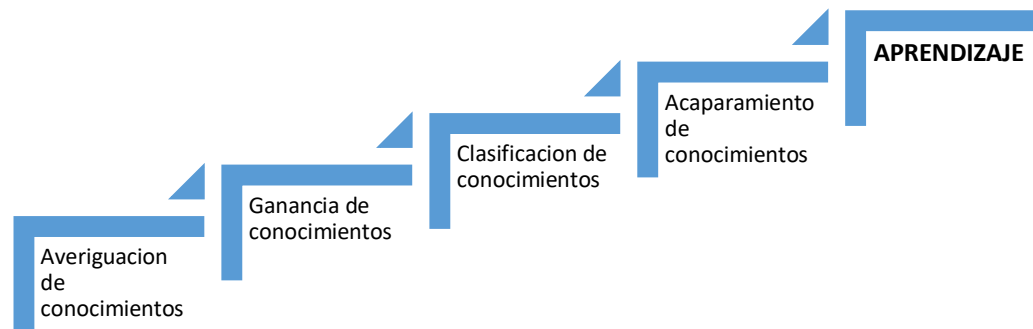 Averiguacion
de
conocimientos
Ganancia de
conocimientos
Clasificacion de
conocimientos
Acaparamiento
de
conocimientos
APRENDIZAJE